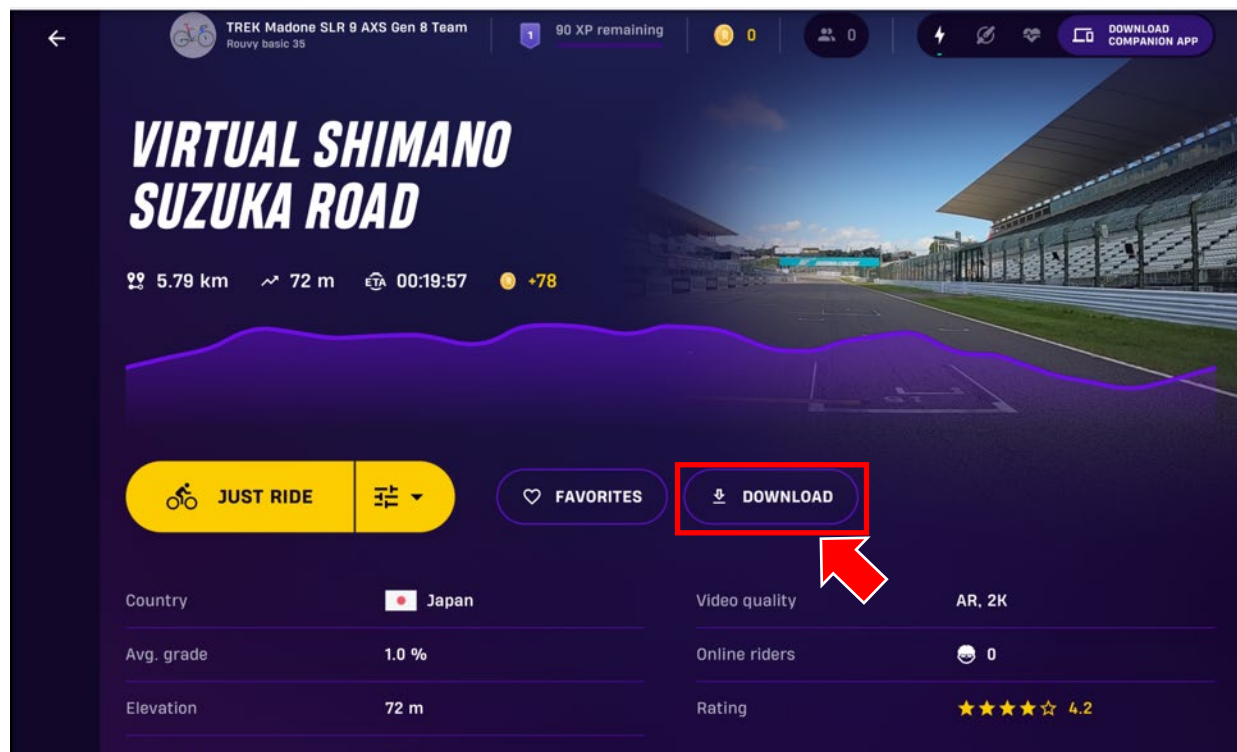 TREK Madone SLR 9 AXS Gen 8 Team
Rouvy basic 35
1
90 XP remaining
0
0
DOWNLOAD
COMPANION APP
VIRTUAL SHIMANO
SUZUKA ROAD
5.79 km
72 m
ETA 00:19:57
+78
JUST RIDE
FAVORITES
DOWNLOAD
Country
Japan
Video quality
AR, 2K
Avg. grade
1.0 %
Online riders
0
Elevation
72 m
Rating
4.2